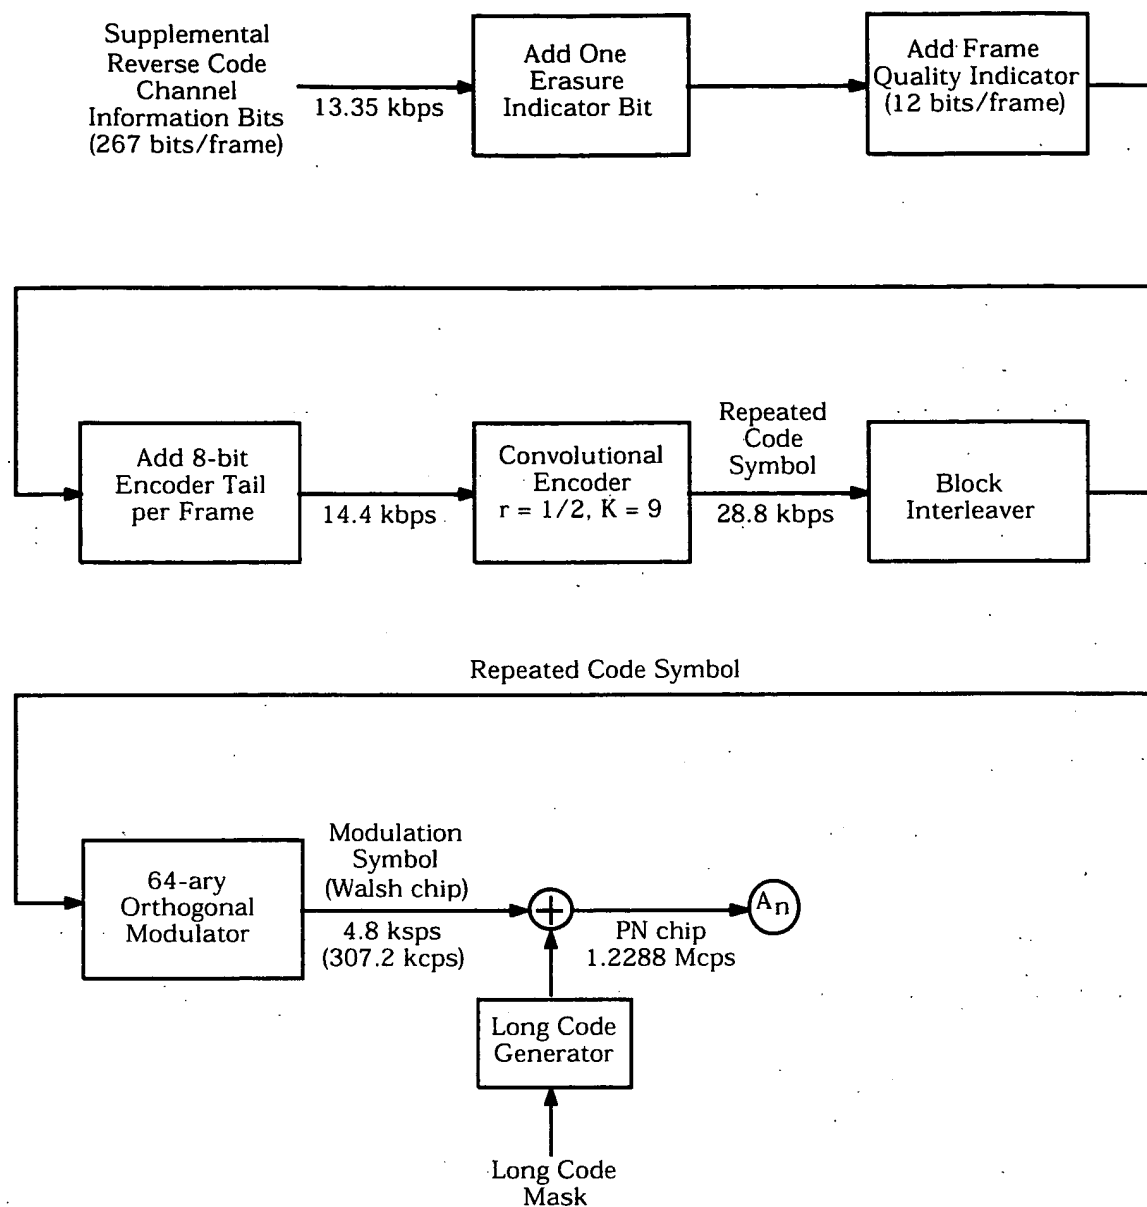 Supplemental
Reverse Code
Channel
Information Bits
(267 bits/frame)
13.35 kbps
Add One
Erasure
Indicator Bit
Add Frame
Quality Indicator
(12 bits/frame)
Add 8-bit
Encoder Tail
per Frame
14.4 kbps
Convolutional
Encoder
r = 1/2, K = 9
Repeated
Code
Symbol
28.8 kbps
Block
Interleaver
Repeated Code Symbol
64-ary
Orthogonal
Modulator
Modulation
Symbol
(Walsh chip)
4.8 ksps
(307.2 kcps)
+
PN chip
1.2288 Mcps
An
Long Code
Generator
Long Code
Mask